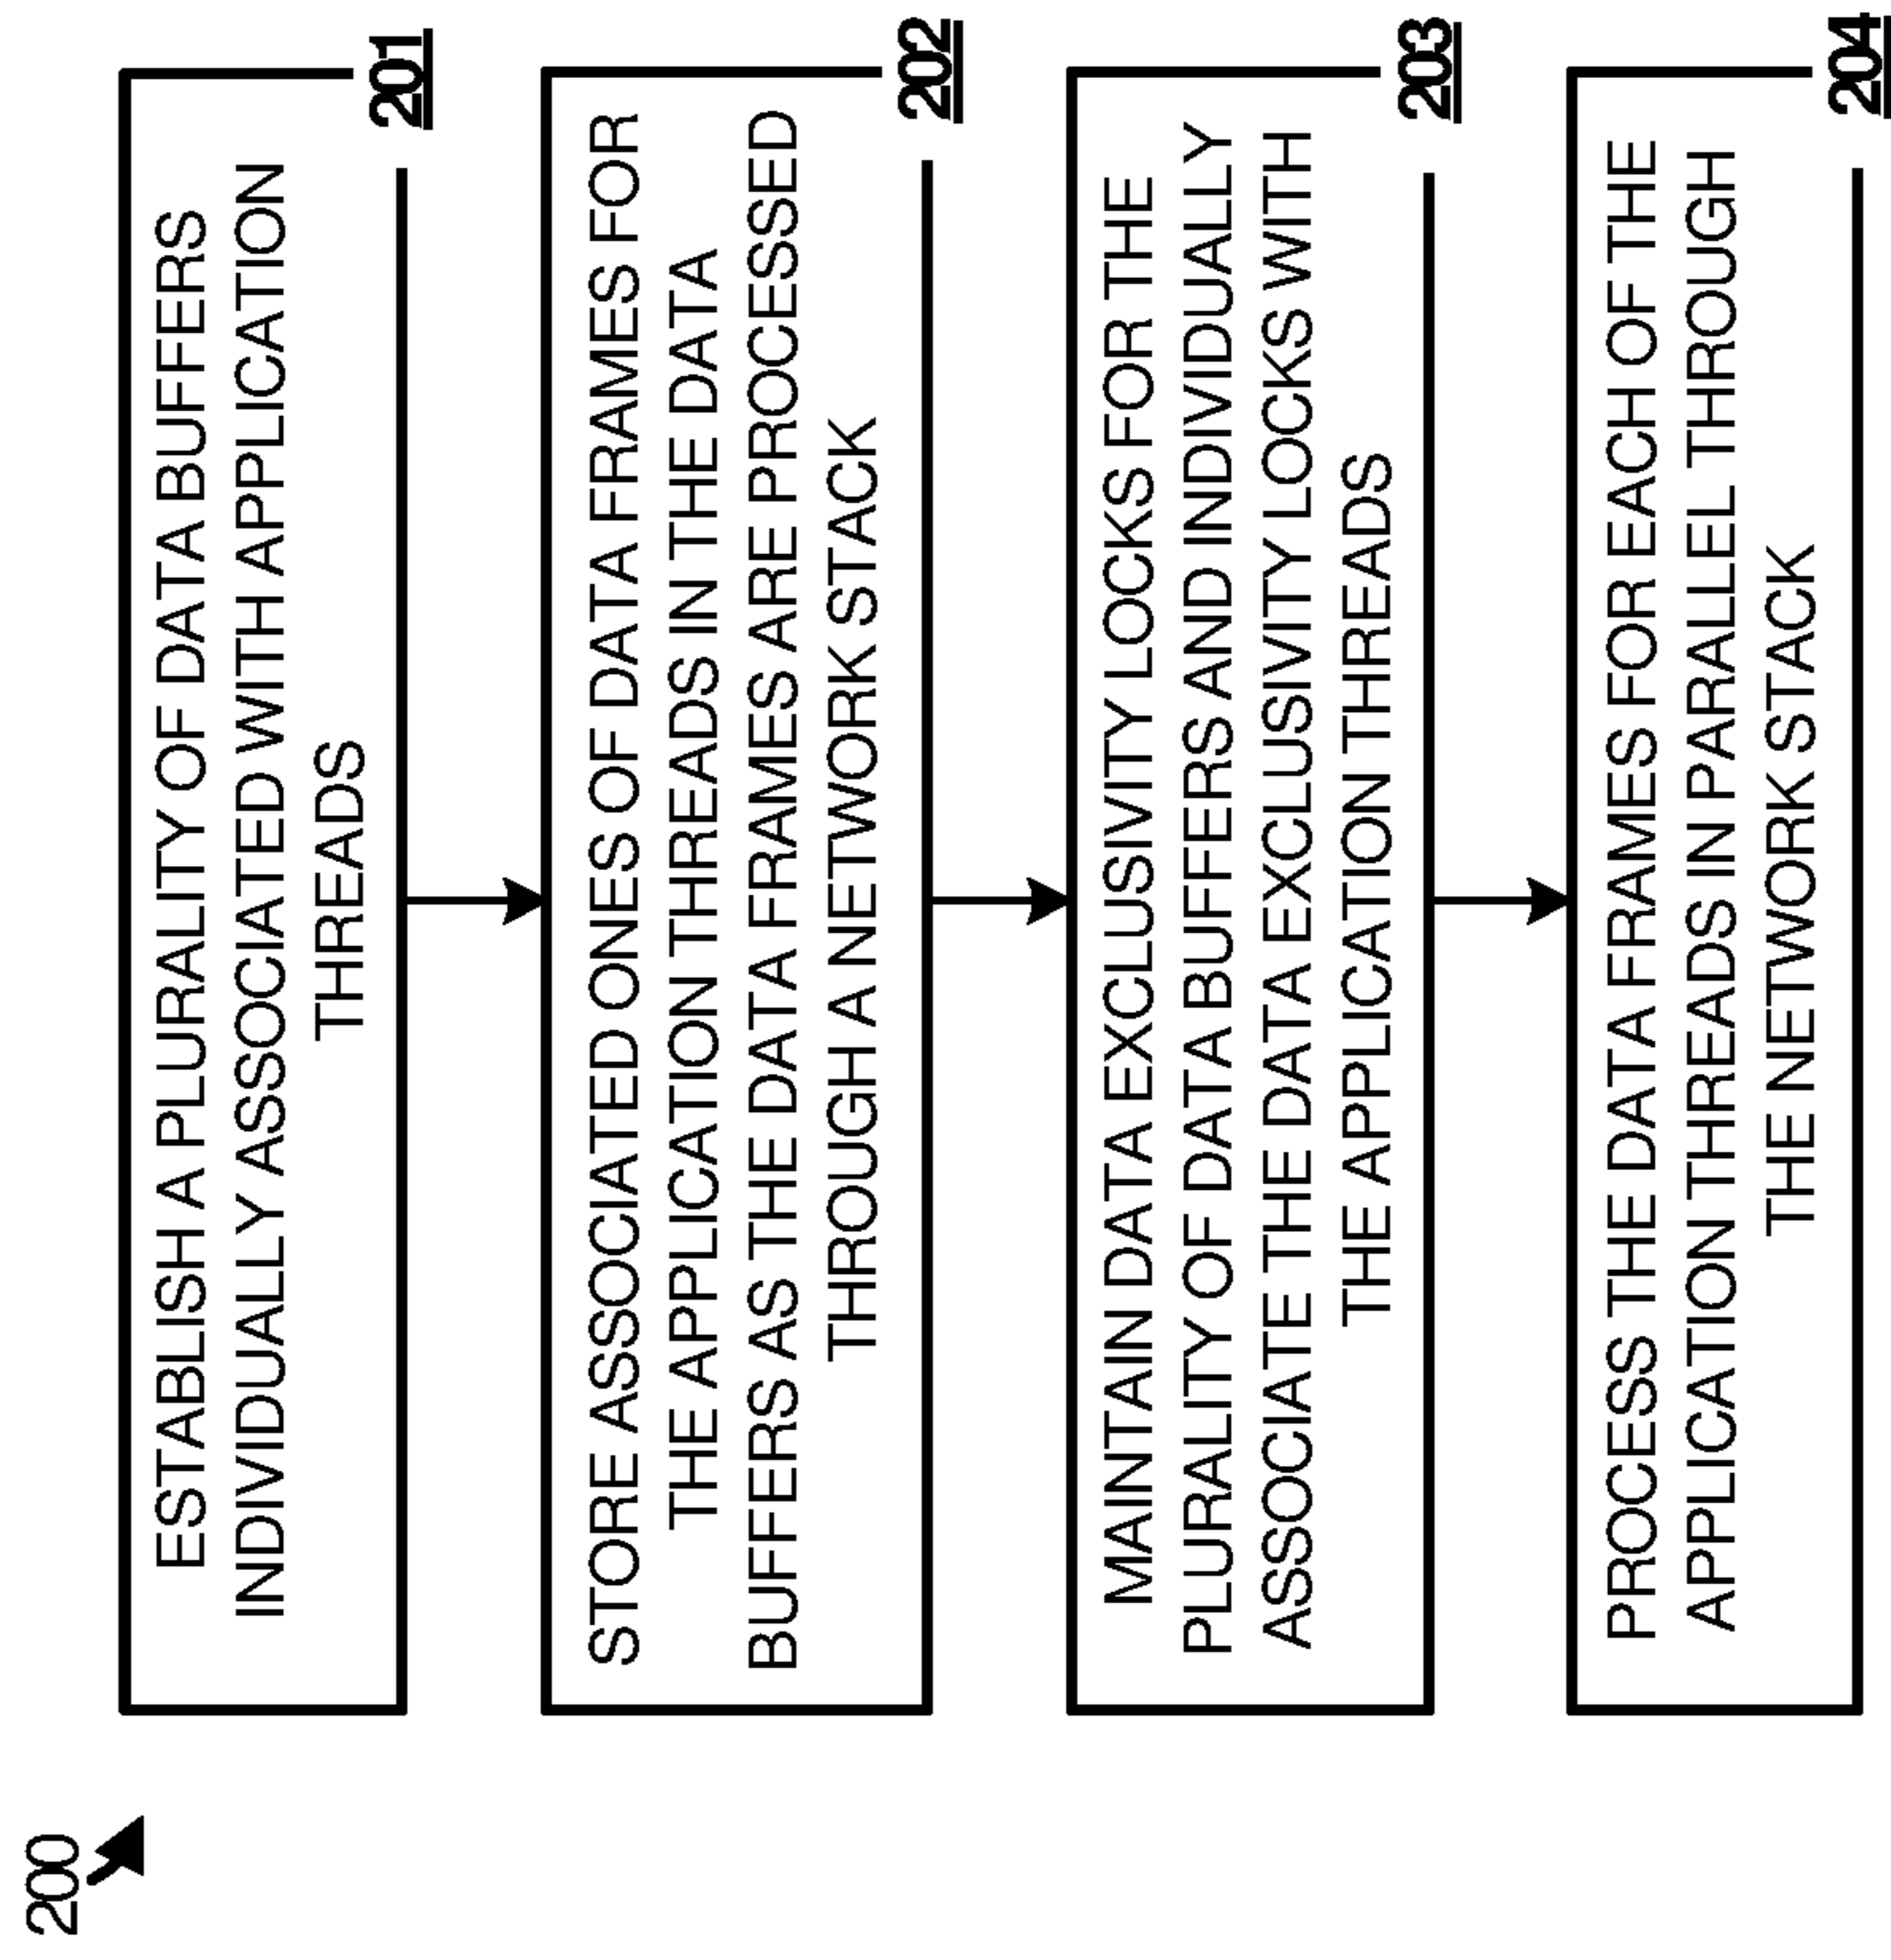 200
ESTABLISH A PLURALITY OF DATA BUFFERS
INDIVIDUALLY ASSOCIATED WITH APPLICATION
THREADS
201
STORE ASSOCIATED ONES OF DATA FRAMES FOR
THE APPLICATION THREADS IN THE DATA
BUFFERS AS THE DATA FRAMES ARE PROCESSED
THROUGH A NETWORK STACK
202
MAINTAIN DATA EXCLUSIVITY LOCKS FOR THE
PLURALITY OF DATA BUFFERS AND INDIVIDUALLY
ASSOCIATE THE DATA EXCLUSIVITY LOCKS WITH
THE APPLICATION THREADS
203
PROCESS THE DATA FRAMES FOR EACH OF THE
APPLICATION THREADS IN PARALLEL THROUGH
THE NETWORK STACK
204